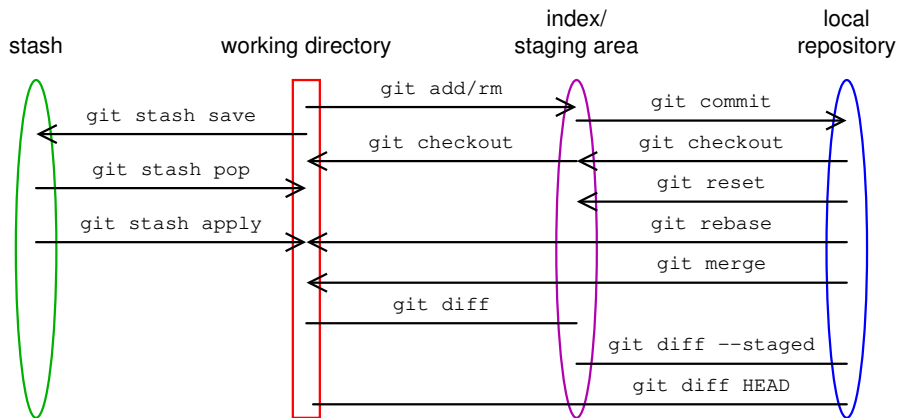 stash
working directory
index/
staging area
local
repository
git add/rm
git commit
git stash save
git checkout
git checkout
git stash pop
git reset
git stash apply
git rebase
git merge
git diff
git diff --staged
git diff HEAD